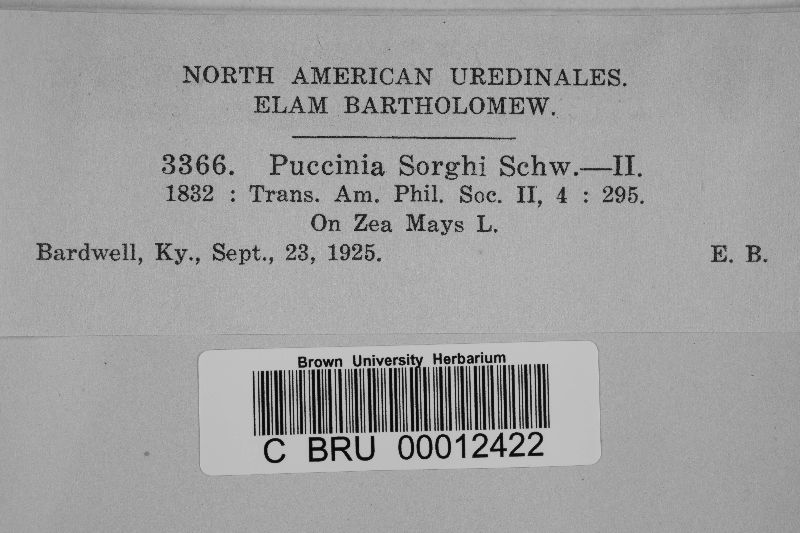 NORTH AMERICAN UREDINALES.
ELAM BARTHOLOMEW.
3366. Puccinia Sorghi Schw.—II.
1832 : Trans. Am. Phil. Soc. II, 4 : 295.
On Zea Mays L.
Bardwell, Ky., Sept., 23, 1925. E. B.
Brown University Herbarium
C BRU 00012422